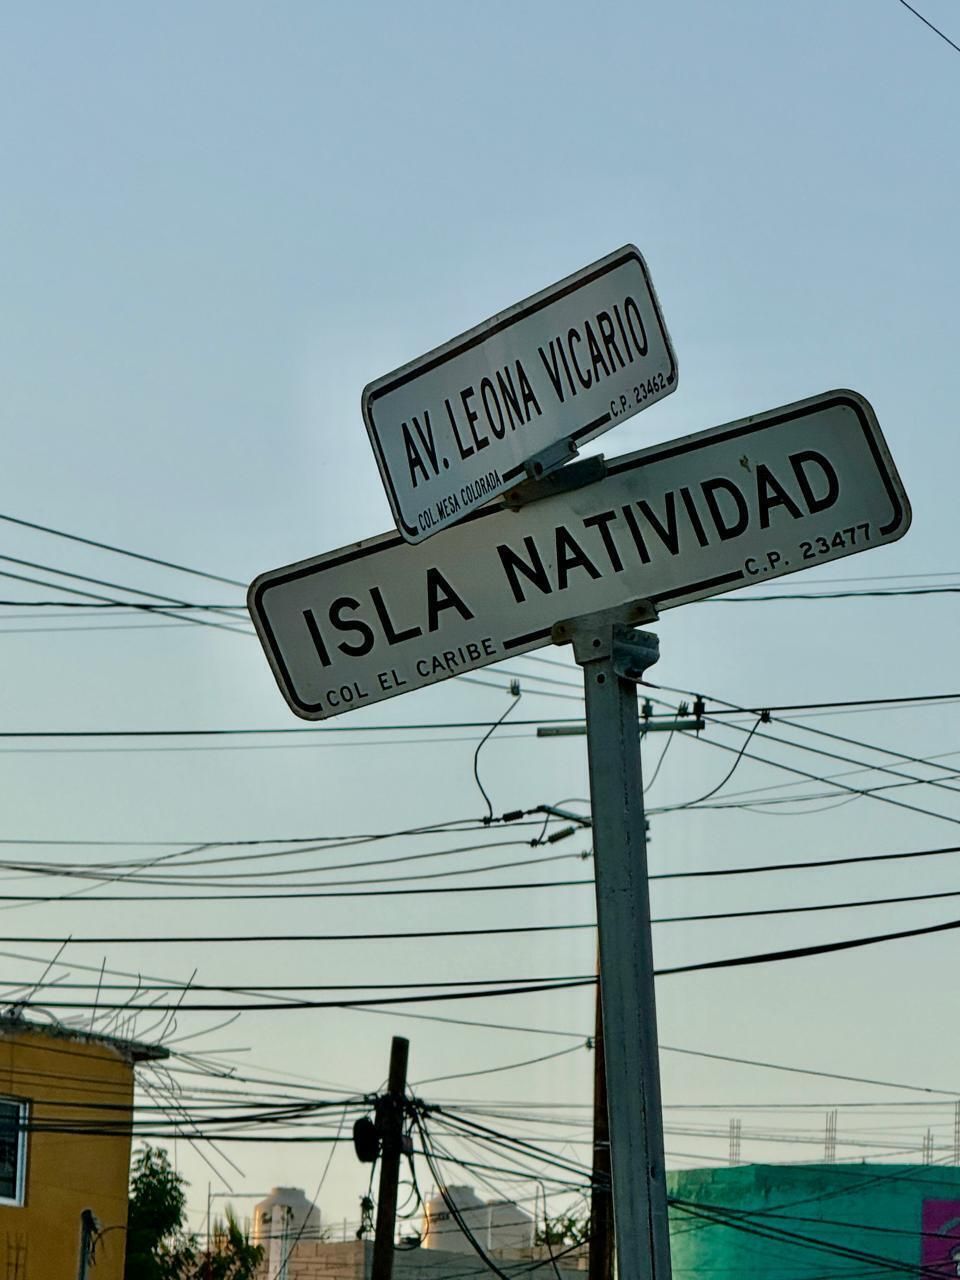 AV. LEONA VICARIO
COL. MESA COLORADA C.P. 23462
ISLA NATIVIDAD
COL EL CARIBE C.P. 23477